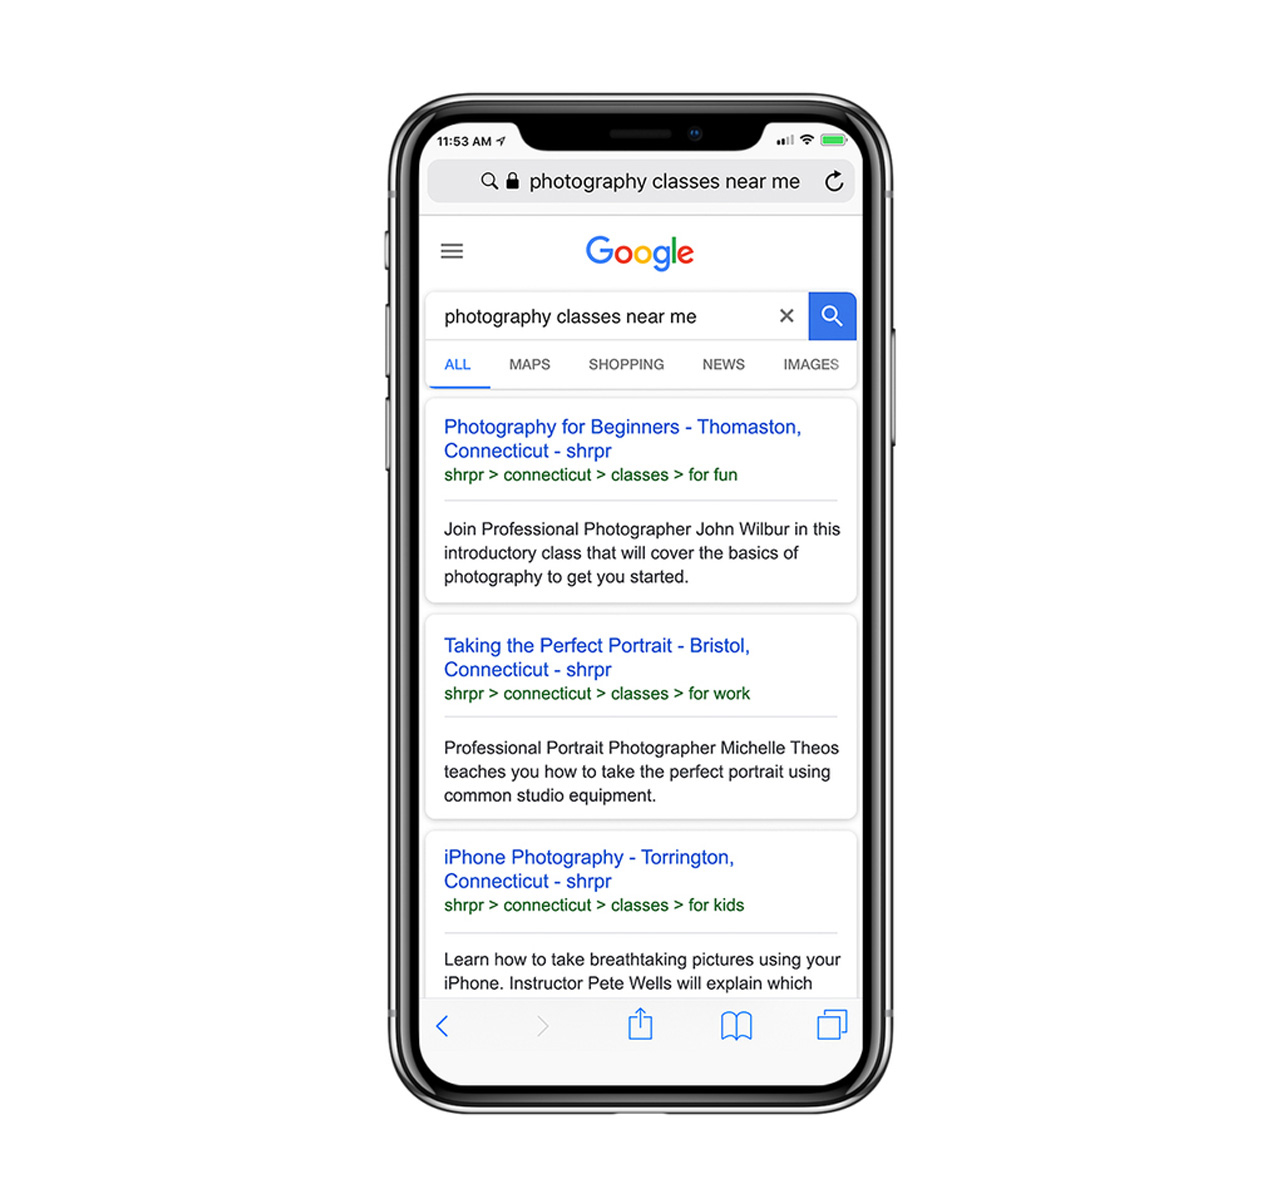 11:53 AM
photography classes near me
Google
photography classes near me
ALL MAPS SHOPPING NEWS IMAGES
Photography for Beginners - Thomaston,
Connecticut - shrpr
shrpr > connecticut > classes > for fun
Join Professional Photographer John Wilbur in this
introductory class that will cover the basics of
photography to get you started.
Taking the Perfect Portrait - Bristol,
Connecticut - shrpr
shrpr > connecticut > classes > for work
Professional Portrait Photographer Michelle Theos
teaches you how to take the perfect portrait using
common studio equipment.
iPhone Photography - Torrington,
Connecticut - shrpr
shrpr > connecticut > classes > for kids
Learn how to take breathtaking pictures using your
iPhone. Instructor Pete Wells will explain which